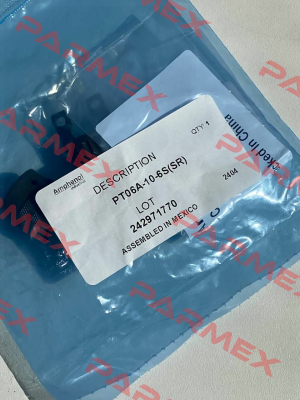 Amphenol
DESCRIPTION
QTY: 1
PT06A-10-6S(SR)
LOT
2404
242971770
ASSEMBLED IN MEXICO
cked In China
PARMEX
PARMEX
PARMEX
PARMEX